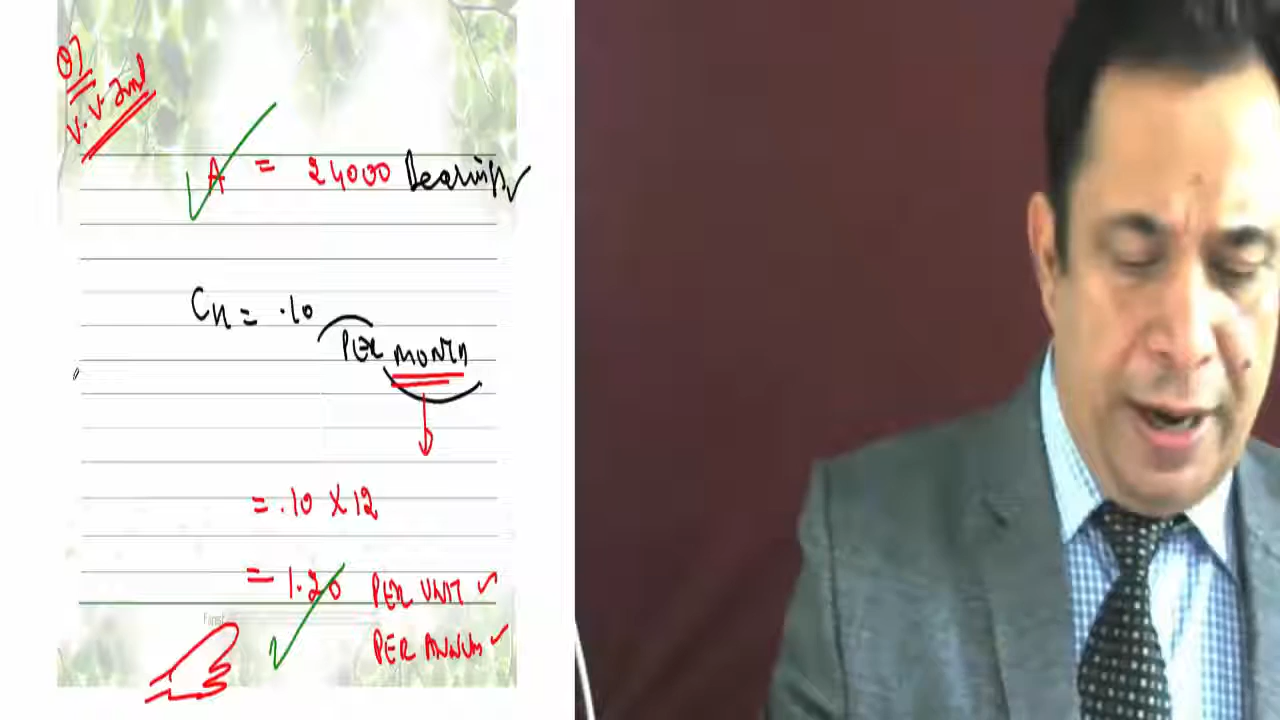 Q7
V.V. Imp
A = 24000 Bearings
CH = .10
PER MONTH
= .10 X 12
= 1.20 PER UNIT
PER ANNUM